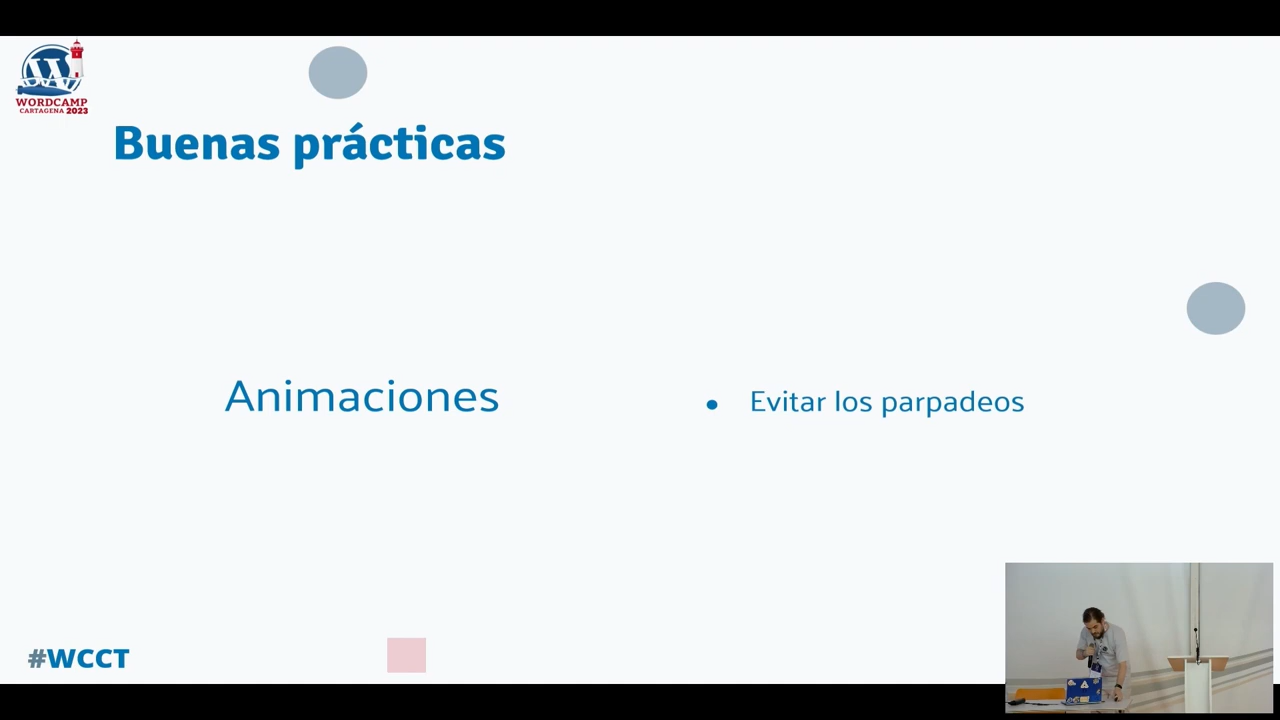 WORDCAMP
CARTAGENA 2023
Buenas prácticas
Animaciones
• Evitar los parpadeos
#WCCT